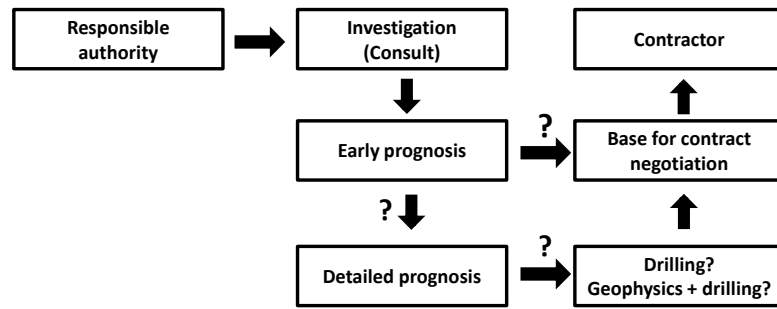 Responsible
authority
Investigation
(Consult)
Contractor
Early prognosis
?
Base for contract
negotiation
?
Detailed prognosis
?
Drilling?
Geophysics + drilling?